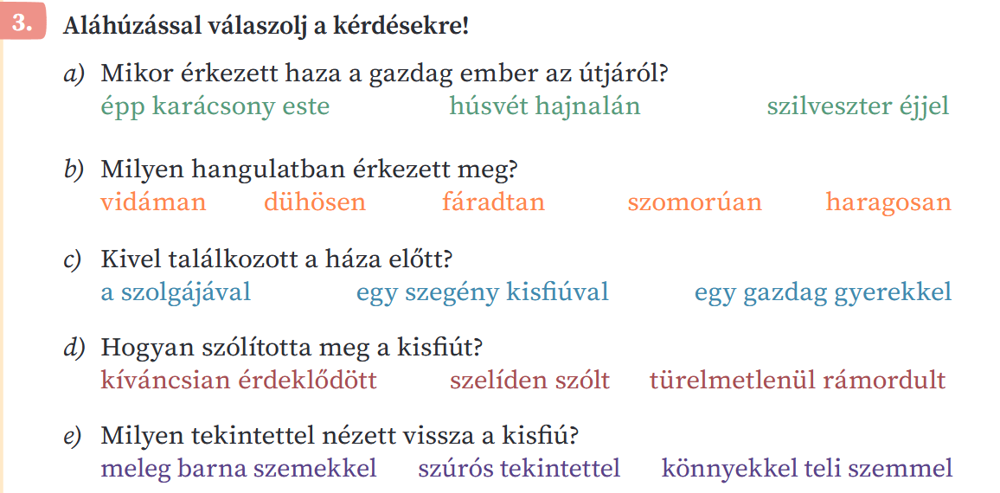 3. Aláhúzással válaszolj a kérdésekre!
a) Mikor érkezett haza a gazdag ember az útjáról?
épp karácsony este húsvét hajnalán szilveszter éjjel
b) Milyen hangulatban érkezett meg?
vidáman dühösen fáradtan szomorúan haragosan
c) Kivel találkozott a háza előtt?
a szolgájával egy szegény kisfiúval egy gazdag gyerekkel
d) Hogyan szólította meg a kisfiút?
kíváncsian érdeklődött szelíden szólt türelmetlenül rámordult
e) Milyen tekintettel nézett vissza a kisfiú?
meleg barna szemekkel szúrós tekintettel könnyekkel teli szemmel